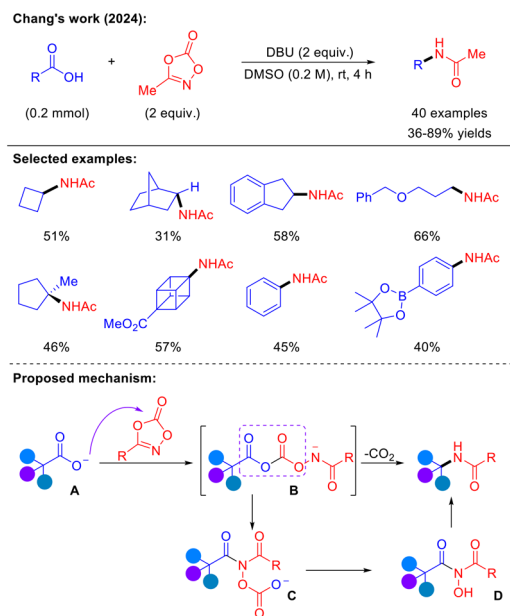 Chang's work (2024):
O
R OH
+
O
O O
Me N
DBU (2 equiv.)
DMSO (0.2 M), rt, 4 h
H
R N Me
O
(0.2 mmol)
(2 equiv.)
40 examples
36-89% yields
Selected examples:
NHAc
H
NHAc
NHAc
Ph O NHAc
51%
31%
58%
66%
Me
NHAc
NHAc
MeO2C
NHAc
NHAc
B
O
O
46%
57%
45%
40%
Proposed mechanism:
O
O-
A
O
O O
R N
O O
O O N- R
O
B
-CO2
H
N R
O
O O
N R
O O-
O
C
O O
N R
OH
D